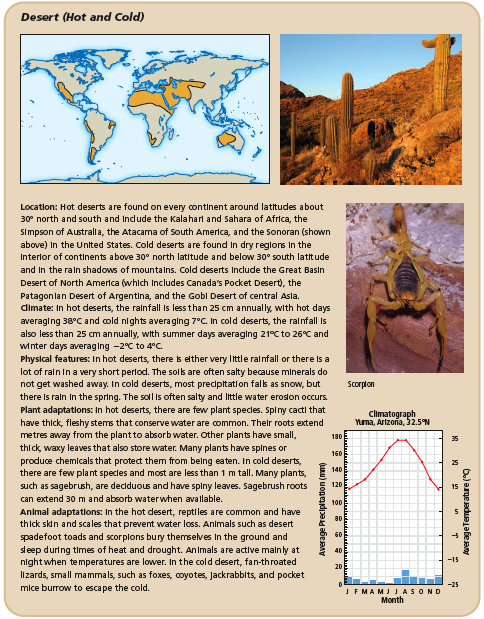 Desert (Hot and Cold)
Location: Hot deserts are found on every continent around latitudes about
30° north and south and include the Kalahari and Sahara of Africa, the
Simpson of Australia, the Atacama of South America, and the Sonoran (shown
above) in the United States. Cold deserts are found in dry regions in the
interior of continents above 30° north latitude and below 30° south latitude
and in the rain shadows of mountains. Cold deserts include the Great Basin
Desert of North America (which includes Canada's Pocket Desert), the
Patagonian Desert of Argentina, and the Gobi Desert of central Asia.
Climate: In hot deserts, the rainfall is less than 25 cm annually, with hot days
averaging 38°C and cold nights averaging 7°C. In cold deserts, the rainfall is
also less than 25 cm annually, with summer days averaging 21°C to 26°C and
winter days averaging −2°C to 4°C.
Physical features: In hot deserts, there is either very little rainfall or there is a
lot of rain in a very short period. The soils are often salty because minerals do
not get washed away. In cold deserts, most precipitation falls as snow, but
there is rain in the spring. The soil is often salty and little water erosion occurs.
Plant adaptations: In hot deserts, there are few plant species. Spiny cacti that
have thick, fleshy stems that conserve water are common. Their roots extend
metres away from the plant to absorb water. Other plants have small,
thick, waxy leaves that also store water. Many plants have spines or
produce chemicals that protect them from being eaten. In cold deserts,
there are few plant species and most are less than 1 m tall. Many plants,
such as sagebrush, are deciduous and have spiny leaves. Sagebrush roots
can extend 30 m and absorb water when available.
Animal adaptations: In the hot desert, reptiles are common and have
thick skin and scales that prevent water loss. Animals such as desert
spadefoot toads and scorpions bury themselves in the ground and
sleep during times of heat and drought. Animals are active mainly at
night when temperatures are lower. In the cold desert, fan-throated
lizards, small mammals, such as foxes, coyotes, jackrabbits, and pocket
mice burrow to escape the cold.
Scorpion
Climatograph
Yuma, Arizona, 32.5°N
Average Precipitation (mm)
180
160
140
120
100
80
60
40
20
0
35
25
15
5
−5
−15
−25
Average Temperature (°C)
J F M A M J J A S O N D
Month